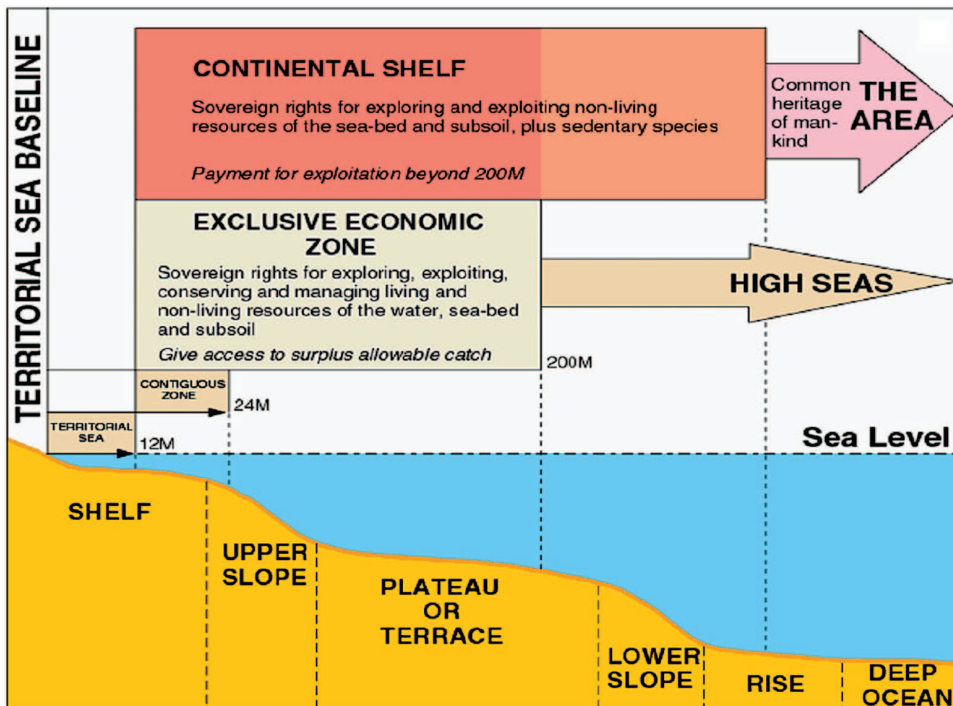 TERRITORIAL SEA BASELINE
CONTINENTAL SHELF
Sovereign rights for exploring and exploiting non-living
resources of the sea-bed and subsoil, plus sedentary species
Payment for exploitation beyond 200M
Common
heritage
of man-
kind
THE
AREA
EXCLUSIVE ECONOMIC
ZONE
Sovereign rights for exploring, exploiting,
conserving and managing living and
non-living resources of the water, sea-bed
and subsoil
Give access to surplus allowable catch
HIGH SEAS
200M
CONTIGUOUS
ZONE
24M
TERRITORIAL
SEA
12M
Sea Level
SHELF
UPPER
SLOPE
PLATEAU
OR
TERRACE
LOWER
SLOPE
RISE
DEEP
OCEAN